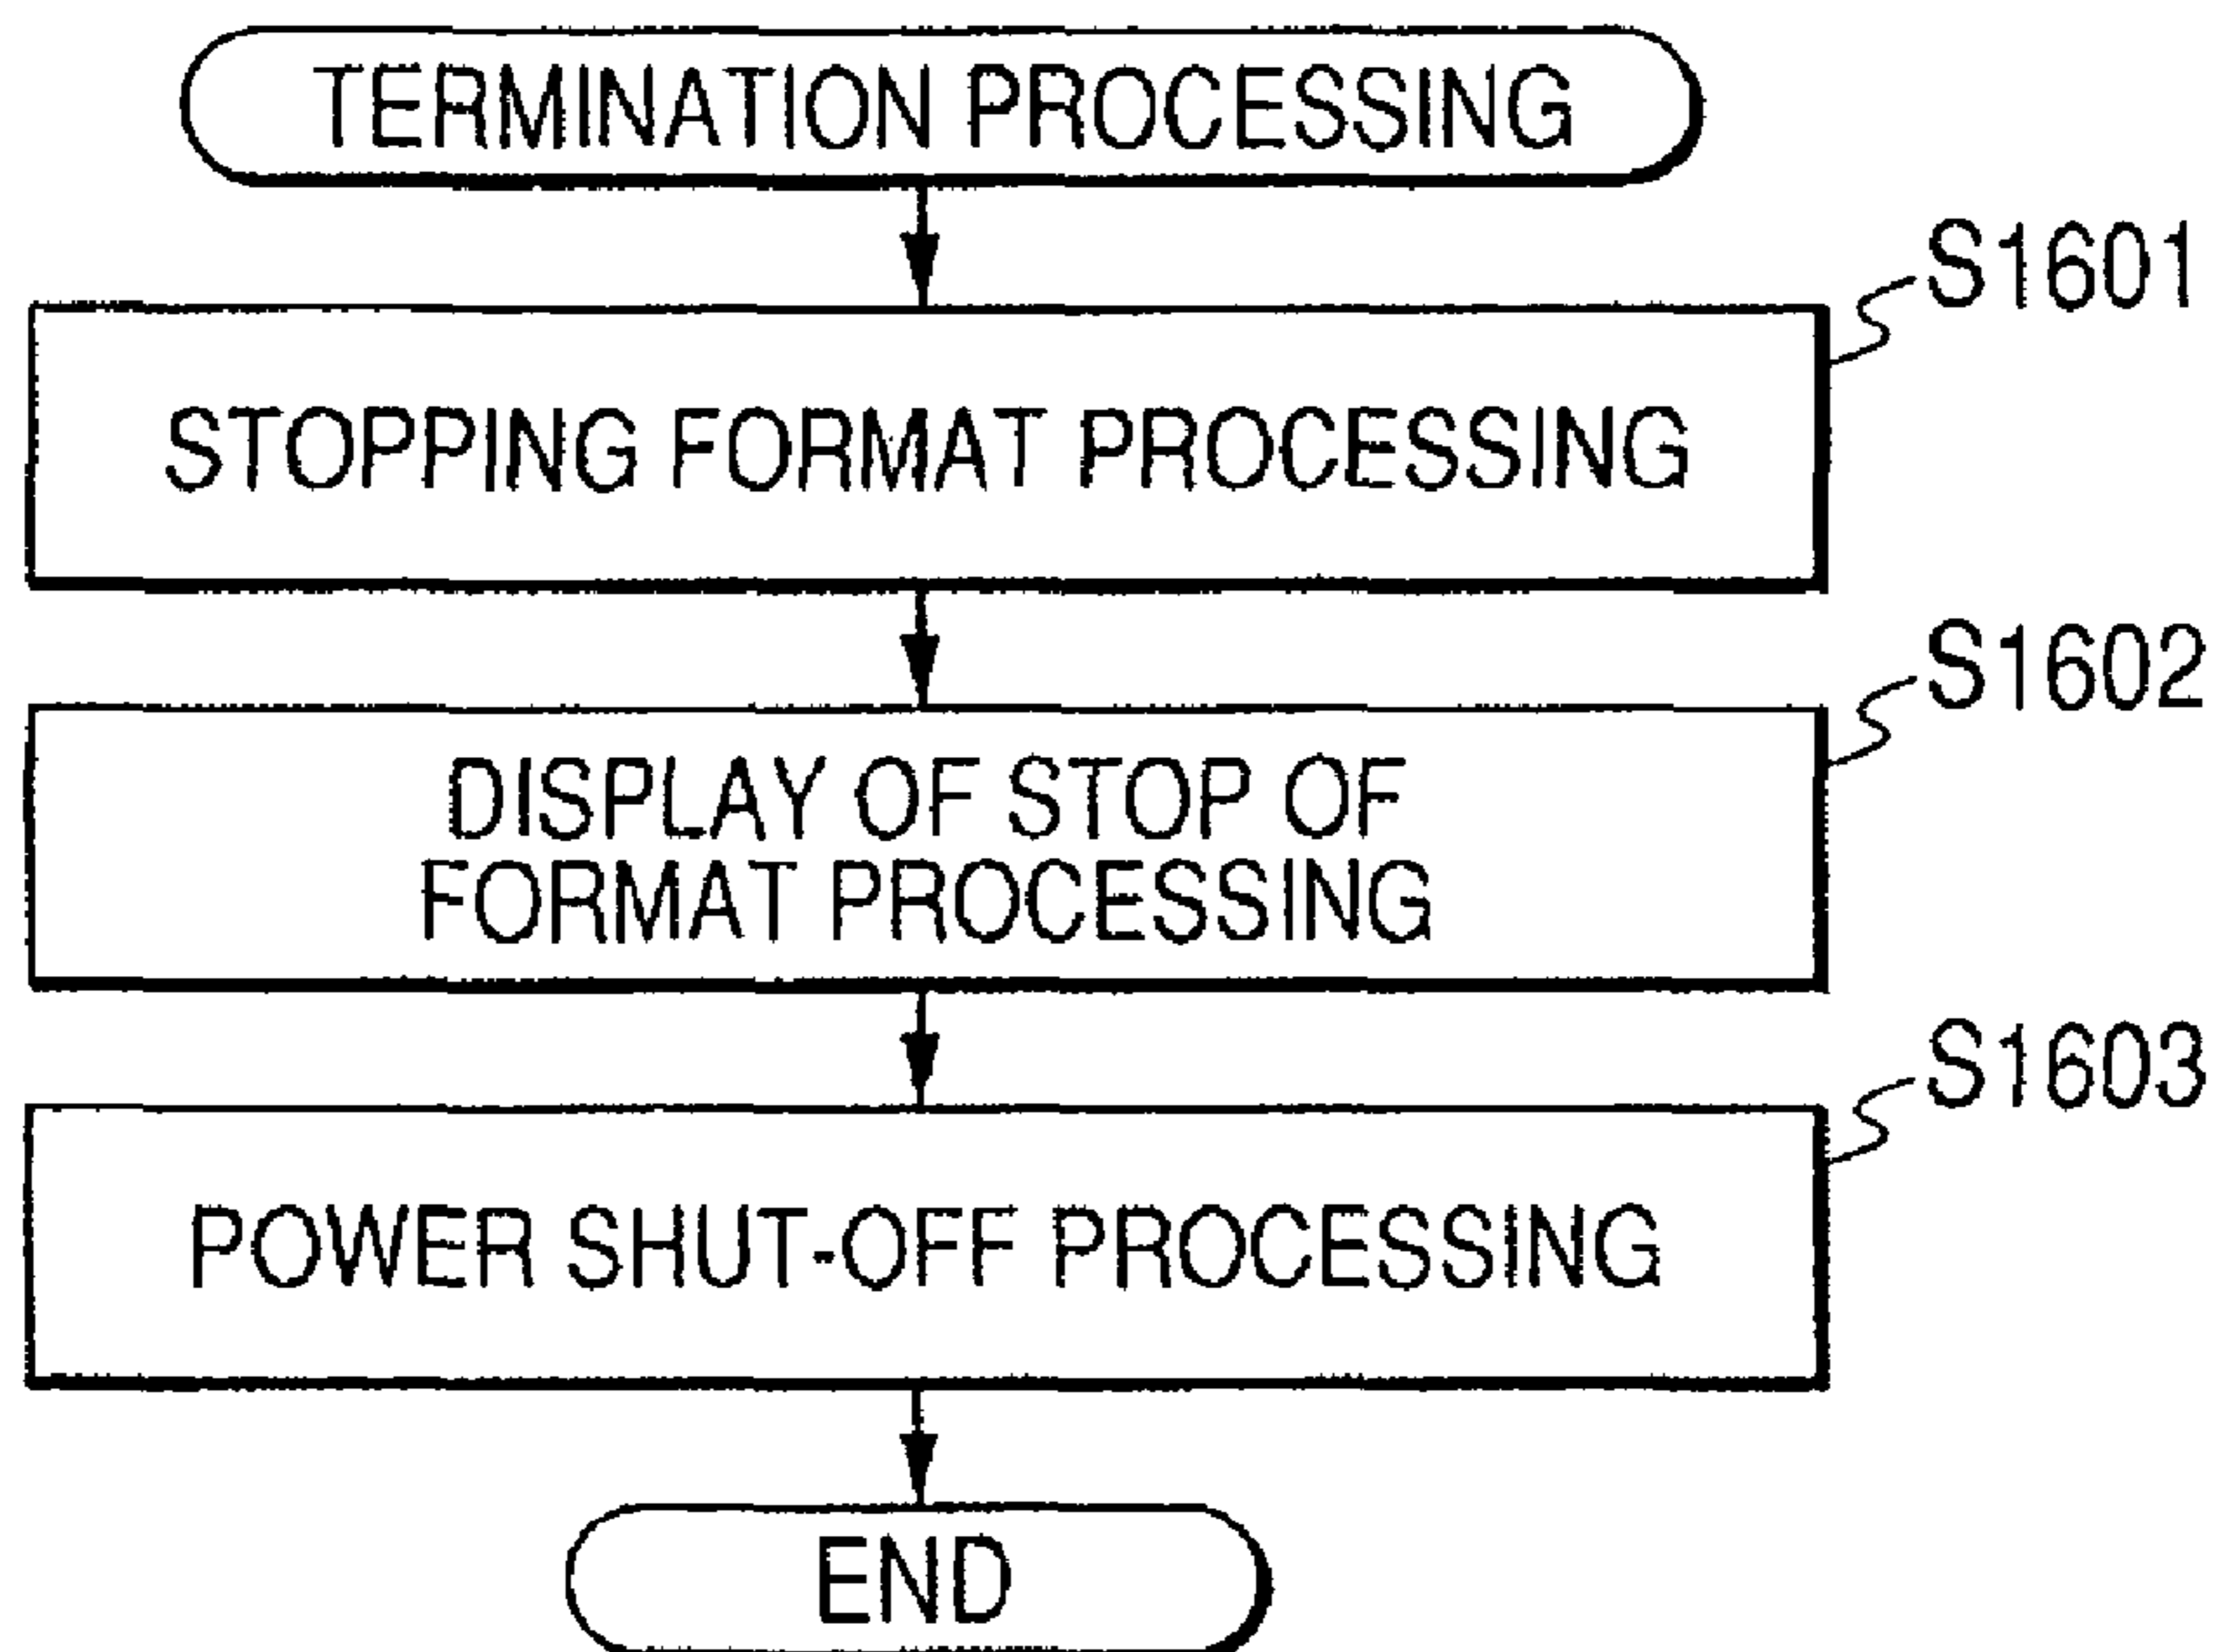 TERMINATION PROCESSING
S1601
STOPPING FORMAT PROCESSING
S1602
DISPLAY OF STOP OF
FORMAT PROCESSING
S1603
POWER SHUT-OFF PROCESSING
END